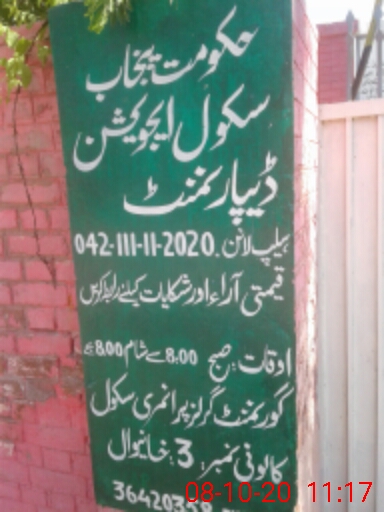 حکومت پنجاب
سکول ایجوکیشن
ڈیپارٹمنٹ
ہیلپ لائن۔ 042-111-11-2020
قیمتی آراء اور شکایات کیلئے رابطہ کریں
اوقات: صبح 8:00 سے شام 8:00 بجے
گورنمنٹ گرلز پرائمری سکول
کالونی نمبر: 3: خانیوال
08-10-20 11:17